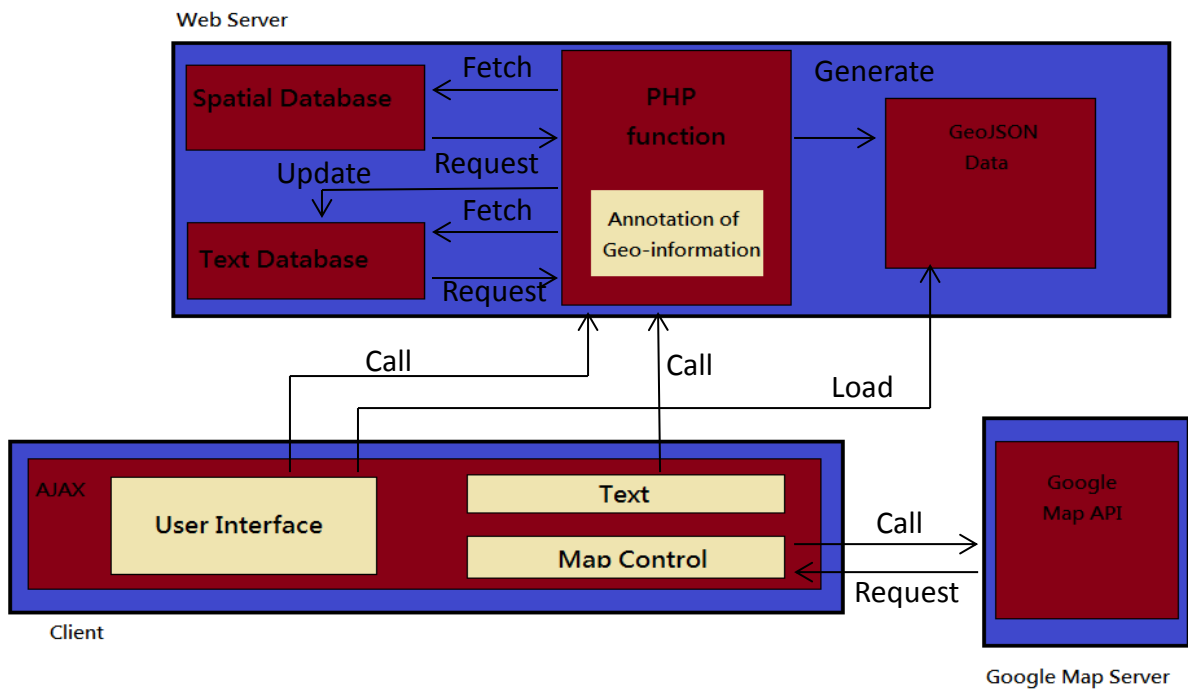 Web Server
Fetch
Generate
Spatial Database
PHP
function
GeoJSON
Data
Request
Update
Fetch
Annotation of
Geo-information
Text Database
Request
Call
Call
Load
AJAX
User Interface
Text
Map Control
Google
Map API
Call
Request
Client
Google Map Server